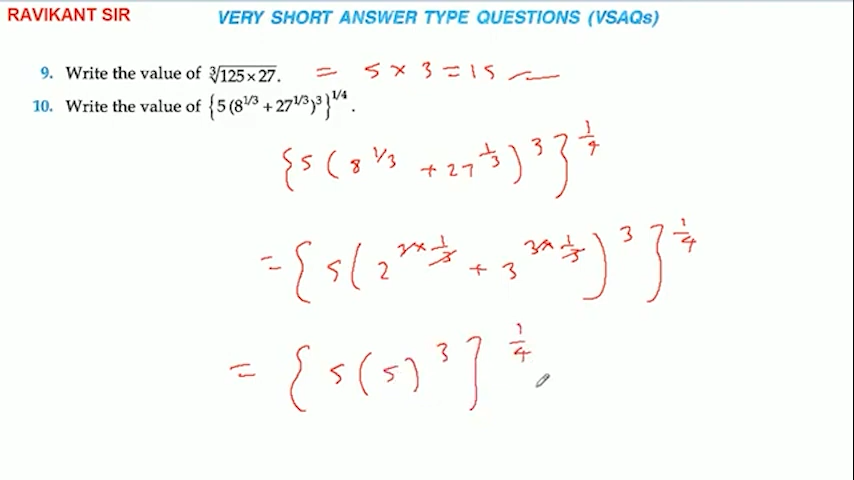 RAVIKANT SIR
VERY SHORT ANSWER TYPE QUESTIONS (VSAQs)
9. Write the value of ∛125 × 27. = 5 × 3 = 15
10. Write the value of {5(8^1/3 + 27^1/3)^3}^1/4.
{5(8^1/3 + 27^1/3)^3}^1/4
= {5(2^3×1/3 + 3^3×1/3)^3}^1/4
= {5(5)^3}^1/4